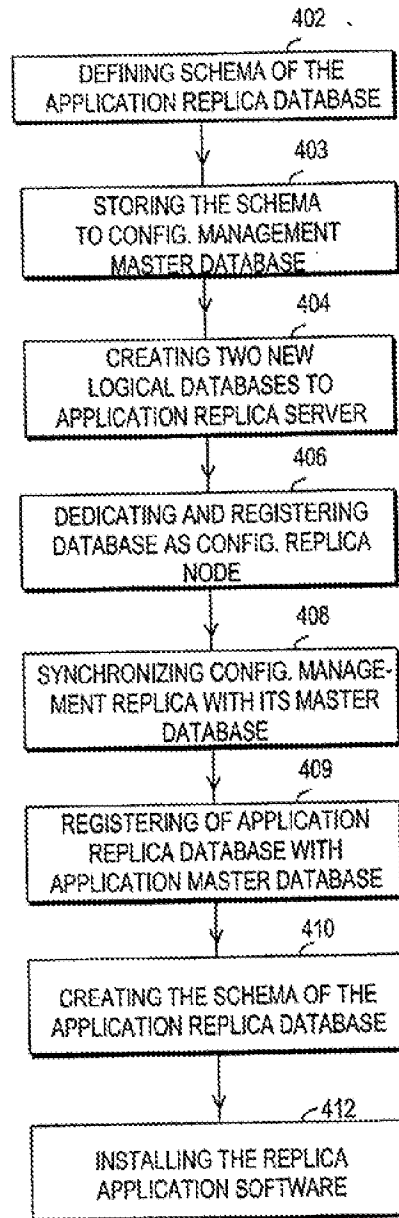 402
DEFINING SCHEMA OF THE
APPLICATION REPLICA DATABASE
403
STORING THE SCHEMA
TO CONFIG. MANAGEMENT
MASTER DATABASE
404
CREATING TWO NEW
LOGICAL DATABASES TO
APPLICATION REPLICA SERVER
406
DEDICATING AND REGISTERING
DATABASE AS CONFIG. REPLICA
NODE
408
SYNCHRONIZING CONFIG. MANAGE-
MENT REPLICA WITH ITS MASTER
DATABASE
409
REGISTERING OF APPLICATION
REPLICA DATABASE WITH
APPLICATION MASTER DATABASE
410
CREATING THE SCHEMA OF THE
APPLICATION REPLICA DATABASE
412
INSTALLING THE REPLICA
APPLICATION SOFTWARE